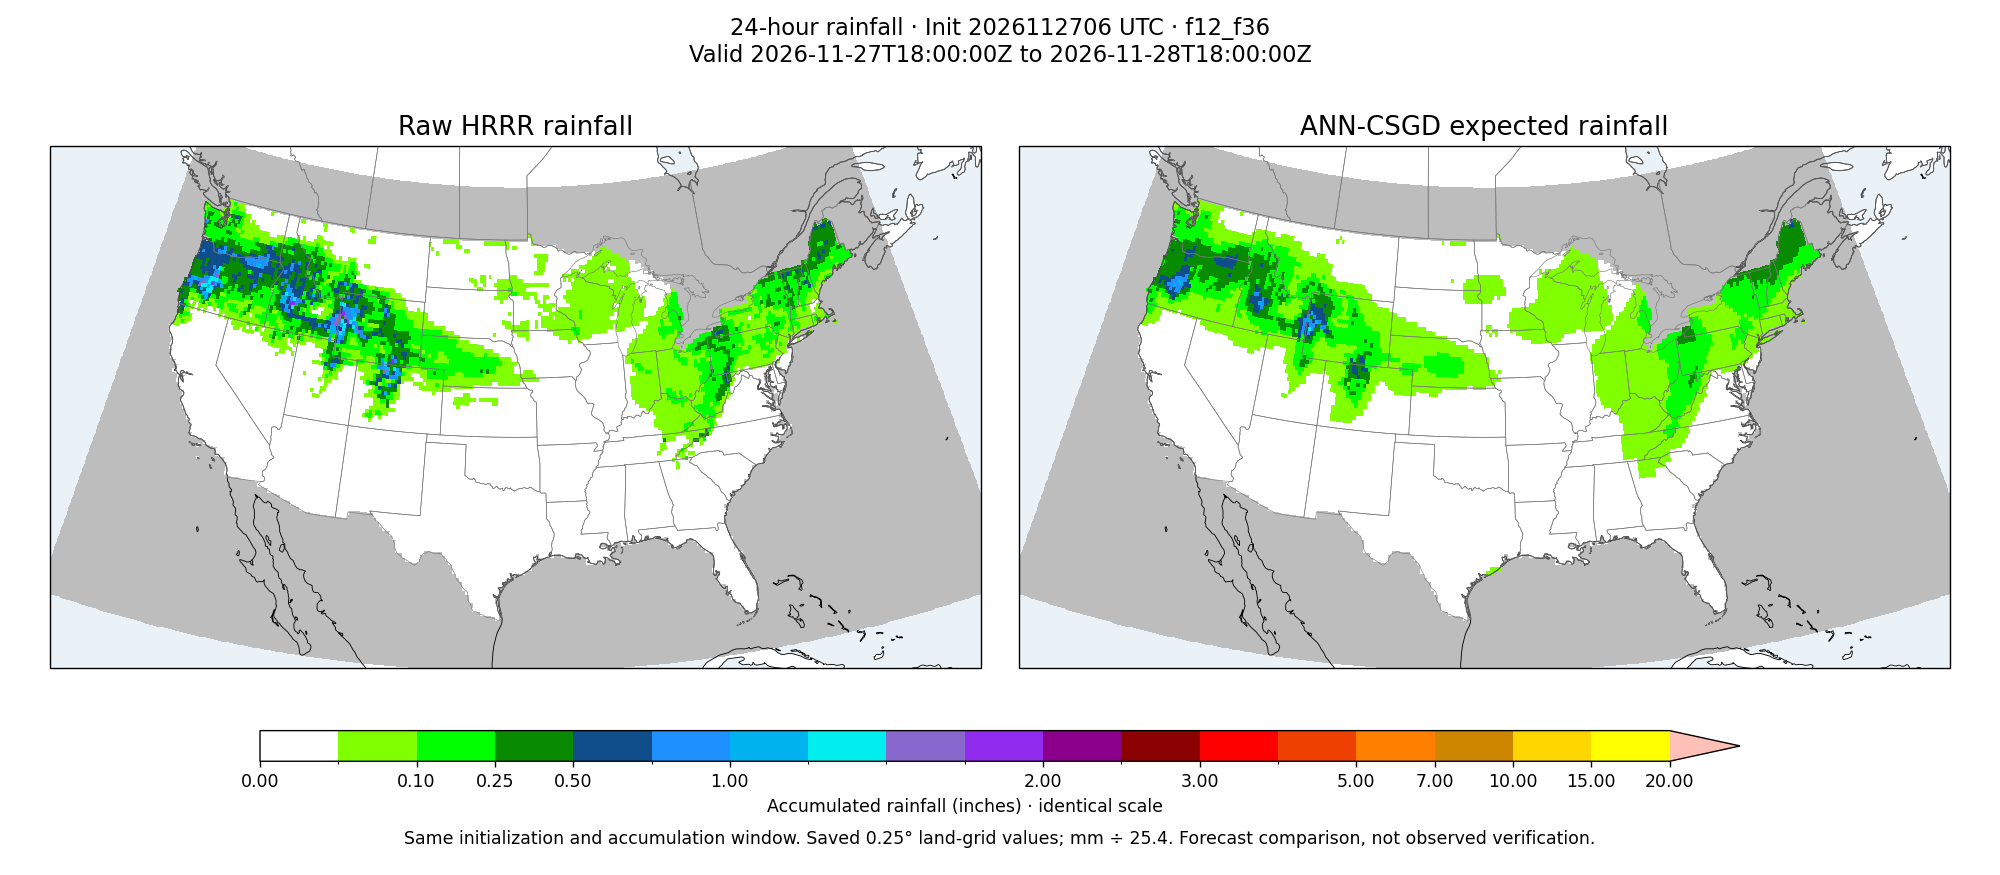 24-hour rainfall · Init 2026112706 UTC · f12_f36
Valid 2026-11-27T18:00:00Z to 2026-11-28T18:00:00Z
Raw HRRR rainfall
ANN-CSGD expected rainfall
0.00 0.10 0.25 0.50 1.00 2.00 3.00 5.00 7.00 10.00 15.00 20.00
Accumulated rainfall (inches) · identical scale
Same initialization and accumulation window. Saved 0.25° land-grid values; mm ÷ 25.4. Forecast comparison, not observed verification.